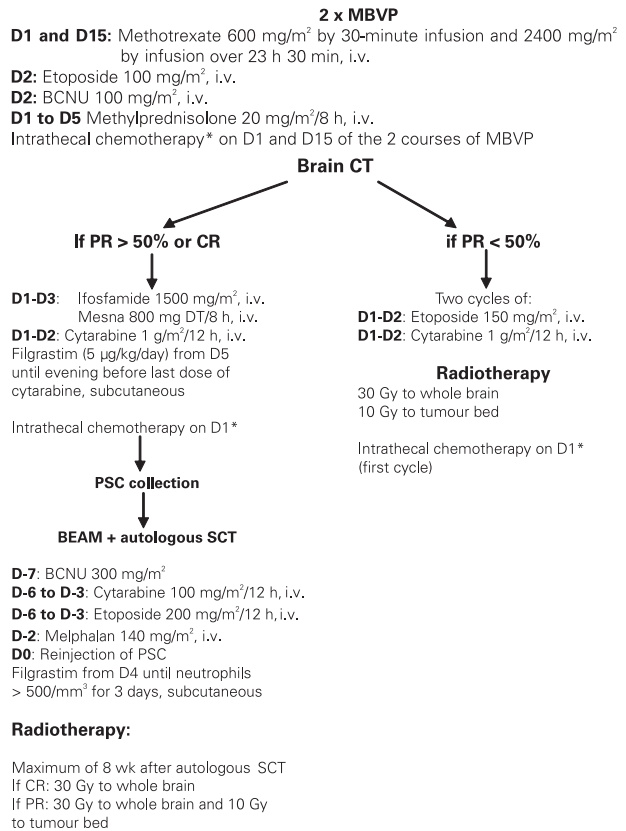 2 x MBVP
D1 and D15: Methotrexate 600 mg/m² by 30-minute infusion and 2400 mg/m²
by infusion over 23 h 30 min, i.v.
D2: Etoposide 100 mg/m², i.v.
D2: BCNU 100 mg/m², i.v.
D1 to D5 Methylprednisolone 20 mg/m²/8 h, i.v.
Intrathecal chemotherapy* on D1 and D15 of the 2 courses of MBVP
Brain CT
If PR > 50% or CR
D1-D3: Ifosfamide 1500 mg/m², i.v.
Mesna 800 mg DT/8 h, i.v.
D1-D2: Cytarabine 1 g/m²/12 h, i.v.
Filgrastim (5 µg/kg/day) from D5
until evening before last dose of
cytarabine, subcutaneous
Intrathecal chemotherapy on D1*
PSC collection
BEAM + autologous SCT
D-7: BCNU 300 mg/m²
D-6 to D-3: Cytarabine 100 mg/m²/12 h, i.v.
D-6 to D-3: Etoposide 200 mg/m²/12 h, i.v.
D-2: Melphalan 140 mg/m², i.v.
D0: Reinjection of PSC
Filgrastim from D4 until neutrophils
> 500/mm³ for 3 days, subcutaneous
Radiotherapy:
Maximum of 8 wk after autologous SCT
If CR: 30 Gy to whole brain
If PR: 30 Gy to whole brain and 10 Gy
to tumour bed
if PR < 50%
Two cycles of:
D1-D2: Etoposide 150 mg/m², i.v.
D1-D2: Cytarabine 1 g/m²/12 h, i.v.
Radiotherapy
30 Gy to whole brain
10 Gy to tumour bed
Intrathecal chemotherapy on D1*
(first cycle)